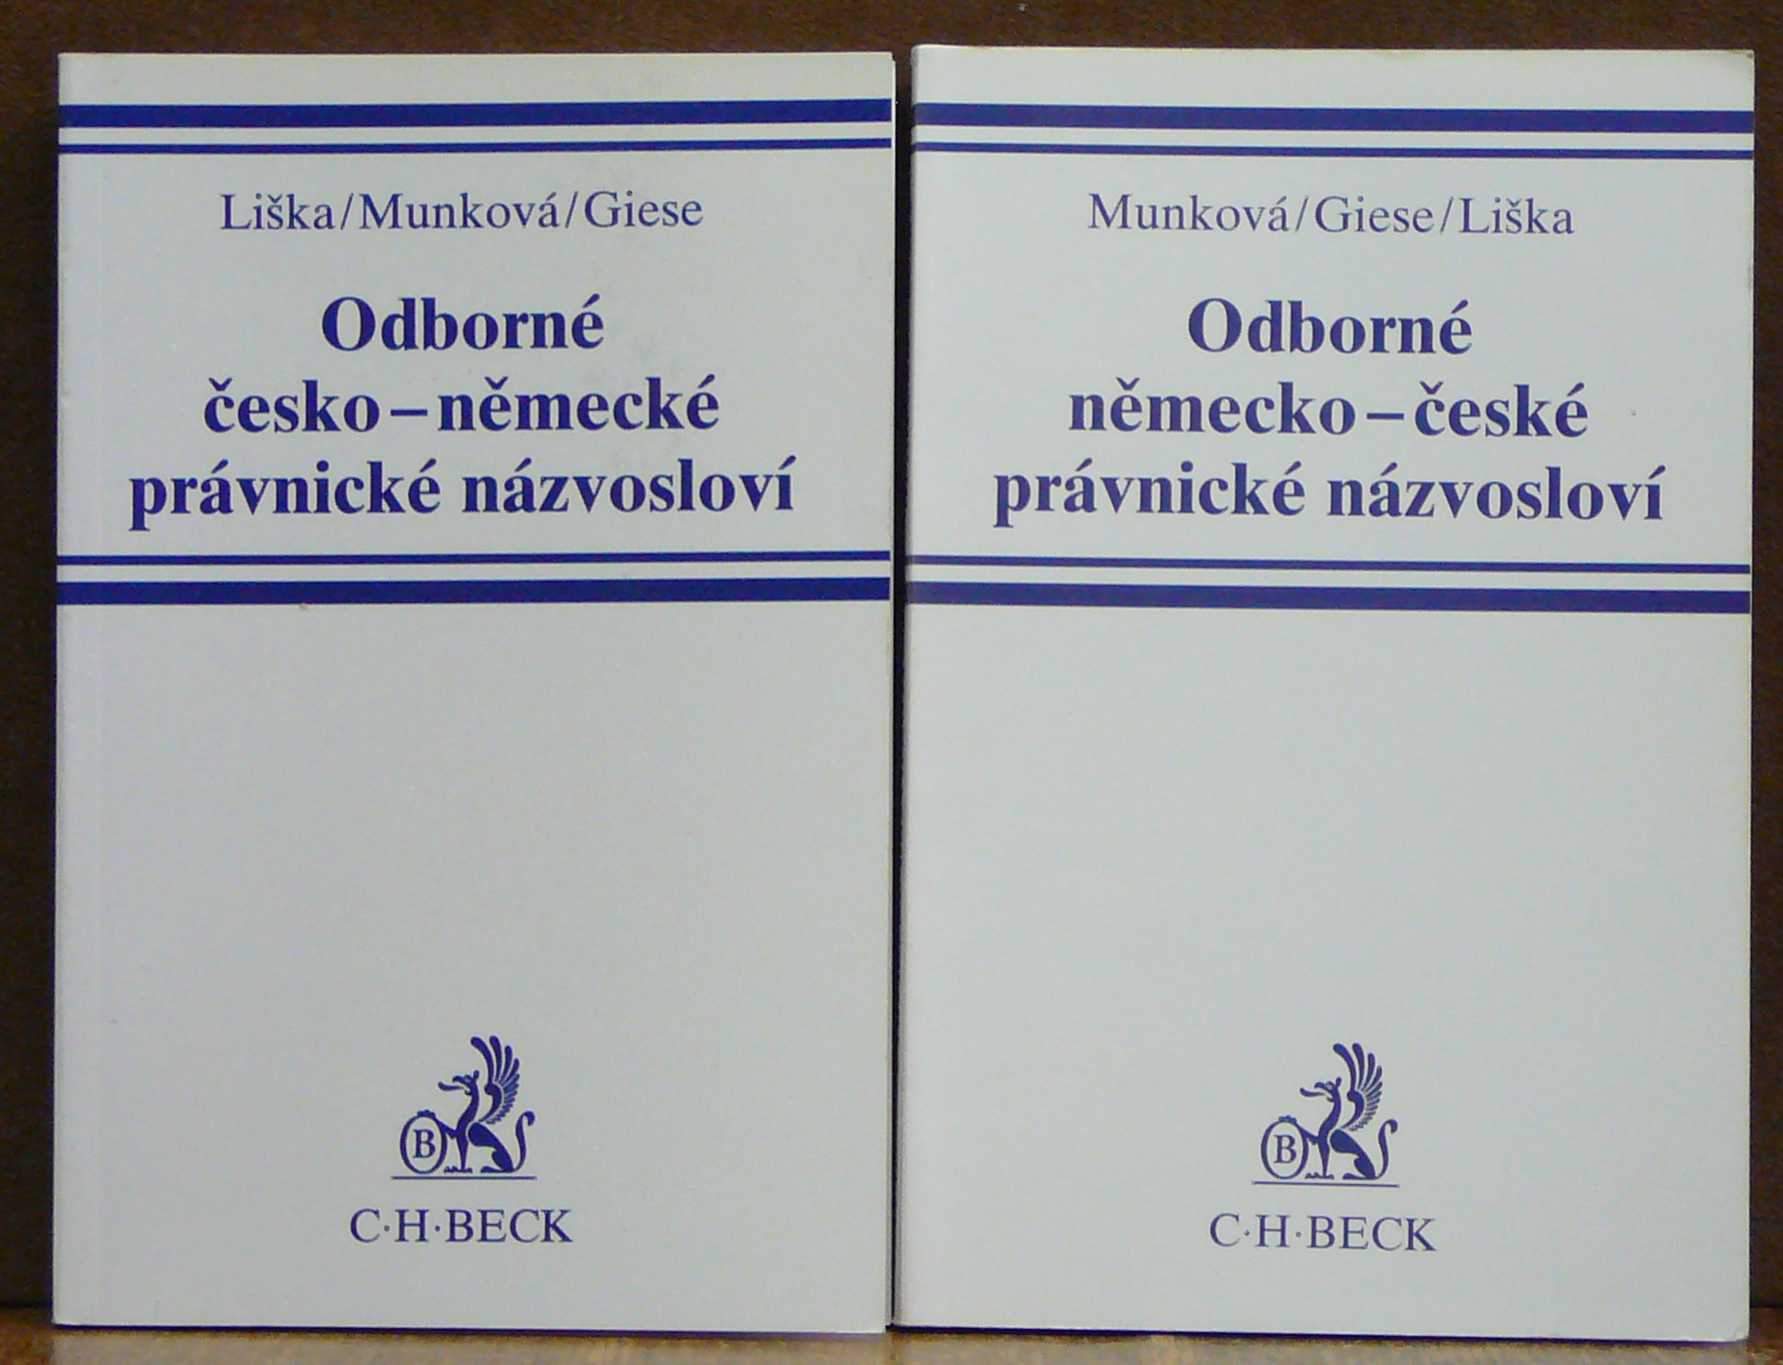 Liška/Munková/Giese
Odborné
česko–německé
právnické názvosloví
B
C·H·BECK
Munková/Giese/Liška
Odborné
německo–české
právnické názvosloví
B
C·H·BECK